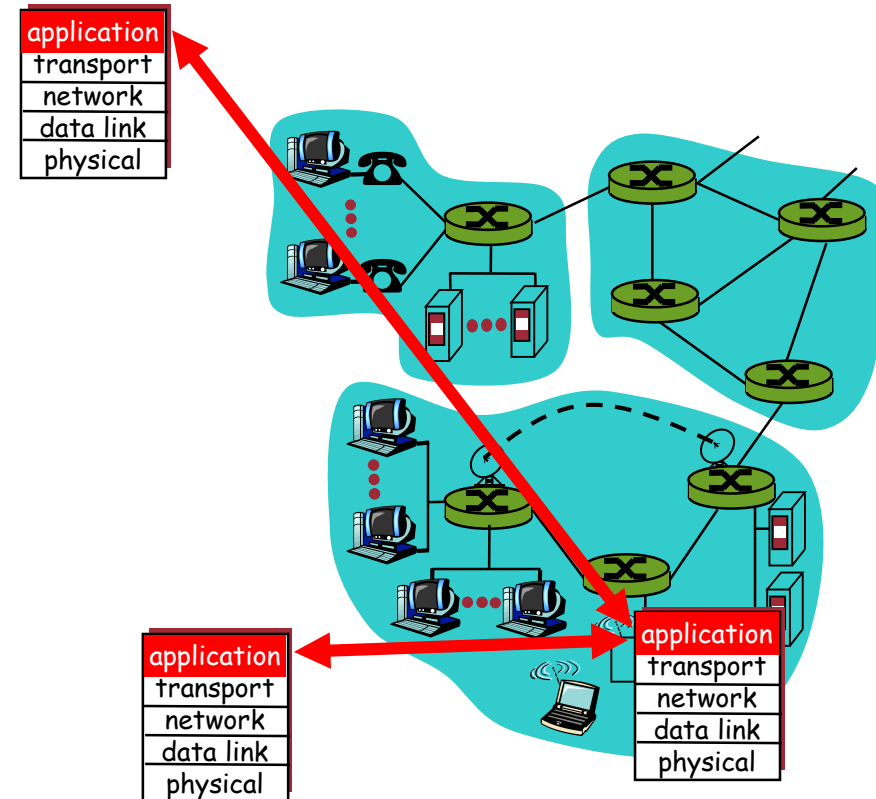 application
transport
network
data link
physical
application
transport
network
data link
physical
application
transport
network
data link
physical